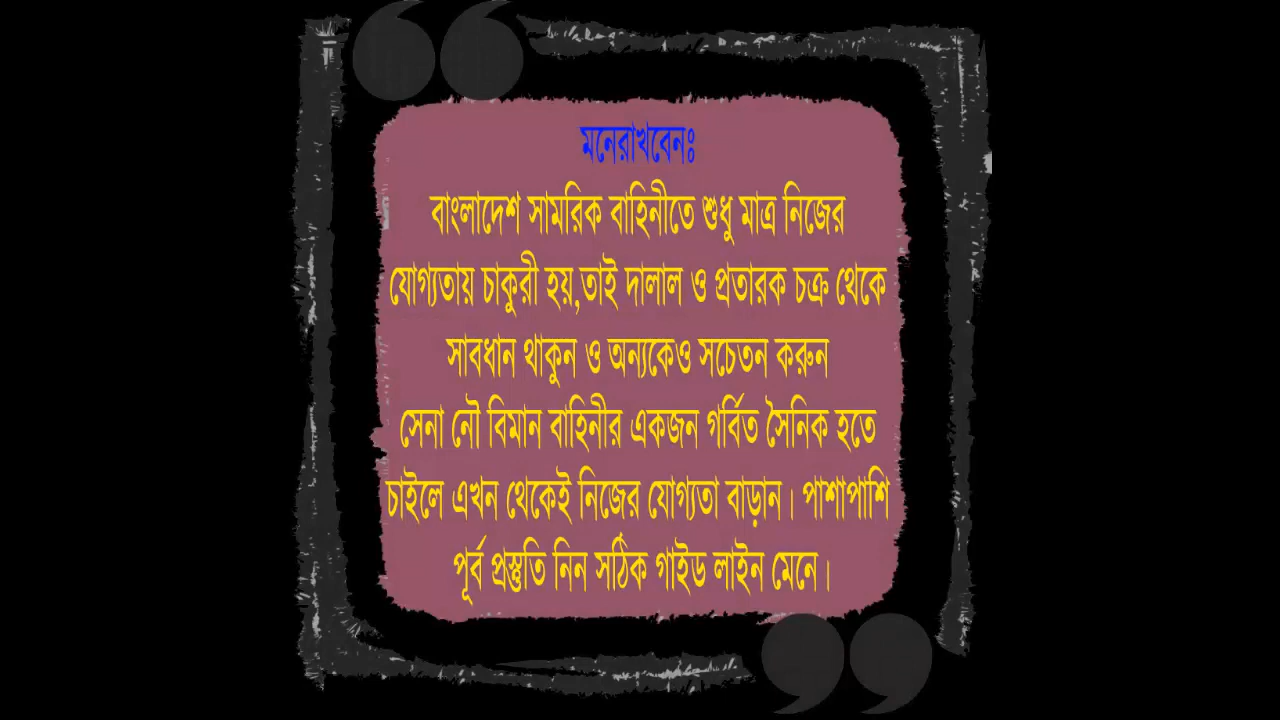 মনেরাখবেনঃ
বাংলাদেশ সামরিক বাহিনীতে শুধু মাত্র নিজের
যোগ্যতায় চাকুরী হয়,তাই দালাল ও প্রতারক চক্র থেকে
সাবধান থাকুন ও অন্যকেও সচেতন করুন
সেনা নৌ বিমান বাহিনীর একজন গর্বিত সৈনিক হতে
চাইলে এখন থেকেই নিজের যোগ্যতা বাড়ান। পাশাপাশি
পূর্ব প্রস্তুতি নিন সঠিক গাইড লাইন মেনে।